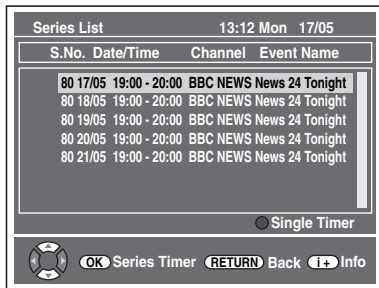 Series List 13:12 Mon 17/05
S.No. Date/Time Channel Event Name
80 17/05 19:00 - 20:00 BBC NEWS News 24 Tonight
80 18/05 19:00 - 20:00 BBC NEWS News 24 Tonight
80 19/05 19:00 - 20:00 BBC NEWS News 24 Tonight
80 20/05 19:00 - 20:00 BBC NEWS News 24 Tonight
80 21/05 19:00 - 20:00 BBC NEWS News 24 Tonight
Single Timer
OK Series Timer RETURN Back i+ Info